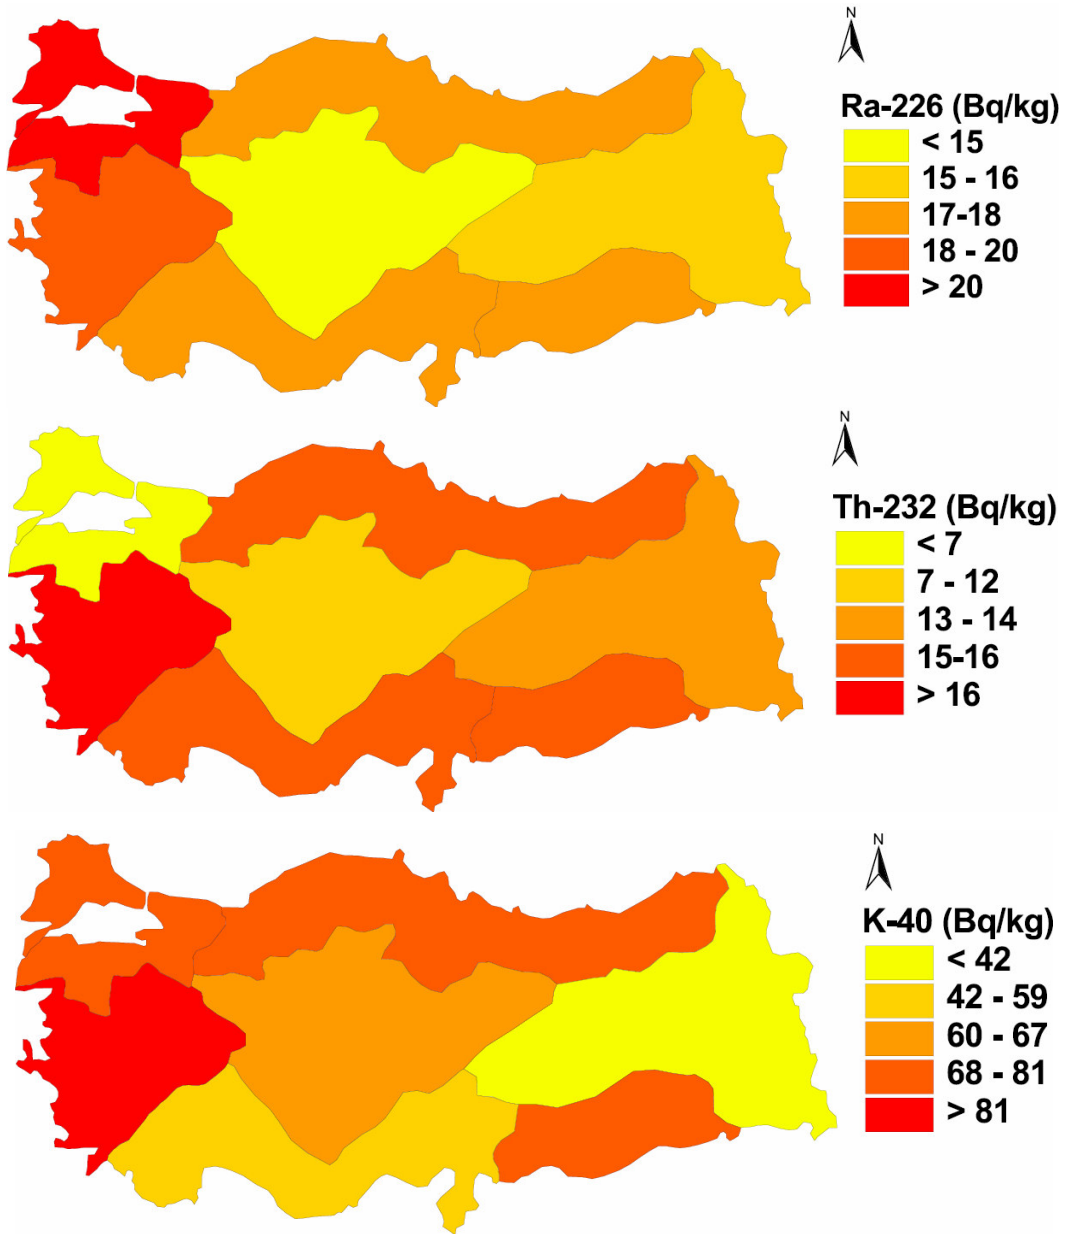 N
Ra-226 (Bq/kg)
< 15
15 - 16
17-18
18 - 20
> 20
N
Th-232 (Bq/kg)
< 7
7 - 12
13 - 14
15-16
> 16
N
K-40 (Bq/kg)
< 42
42 - 59
60 - 67
68 - 81
> 81